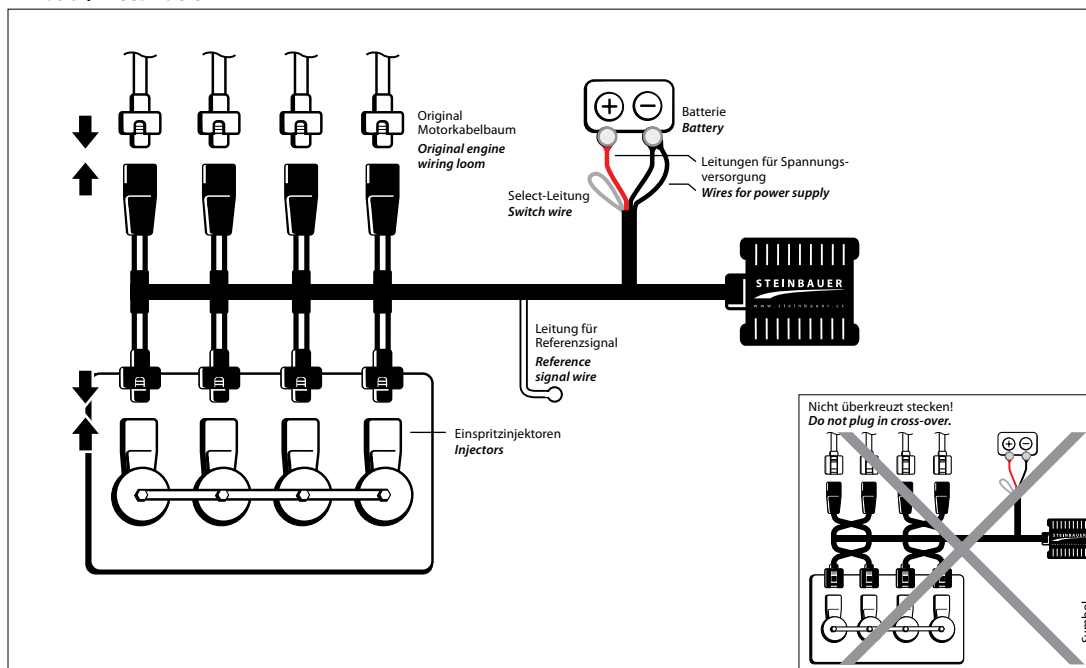 Original
Motorkabelbaum
Original engine
wiring loom
Batterie
Battery
Leitungen für Spannungs-
versorgung
Wires for power supply
Select-Leitung
Switch wire
STEINBAUER
www.steinbauer.cc
Leitung für
Referenzsignal
Reference
signal wire
Einspritzinjektoren
Injectors
Nicht überkreuzt stecken!
Do not plug in cross-over.
STEINBAUER